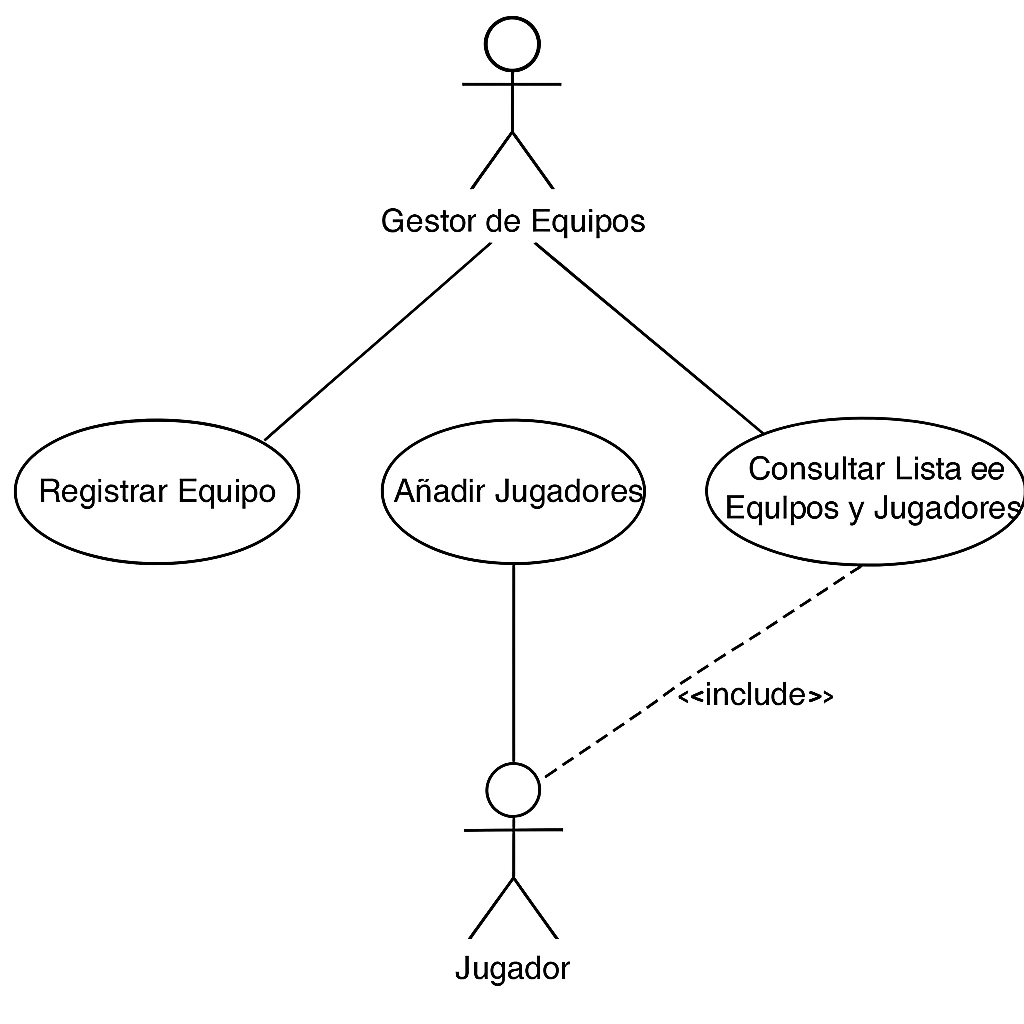 Gestor de Equipos
Registrar Equipo
Añadir Jugadores
Consultar Lista ee
Equlpos y Jugadores
<<include>>
Jugador